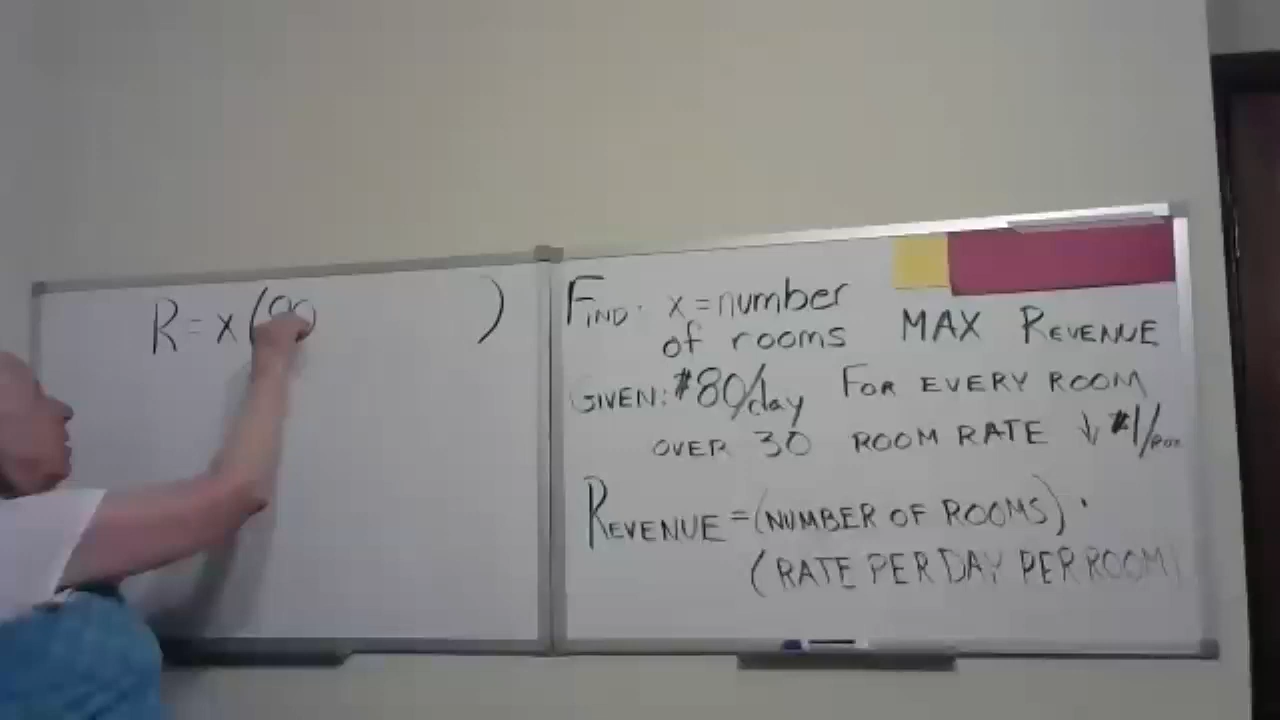 R = x (80 )
FIND: x = number
of rooms MAX REVENUE
GIVEN: $80/day FOR EVERY ROOM
OVER 30 ROOM RATE ↓ $1/
REVENUE = (NUMBER OF ROOMS) ·
(RATE PER DAY PER ROOM)